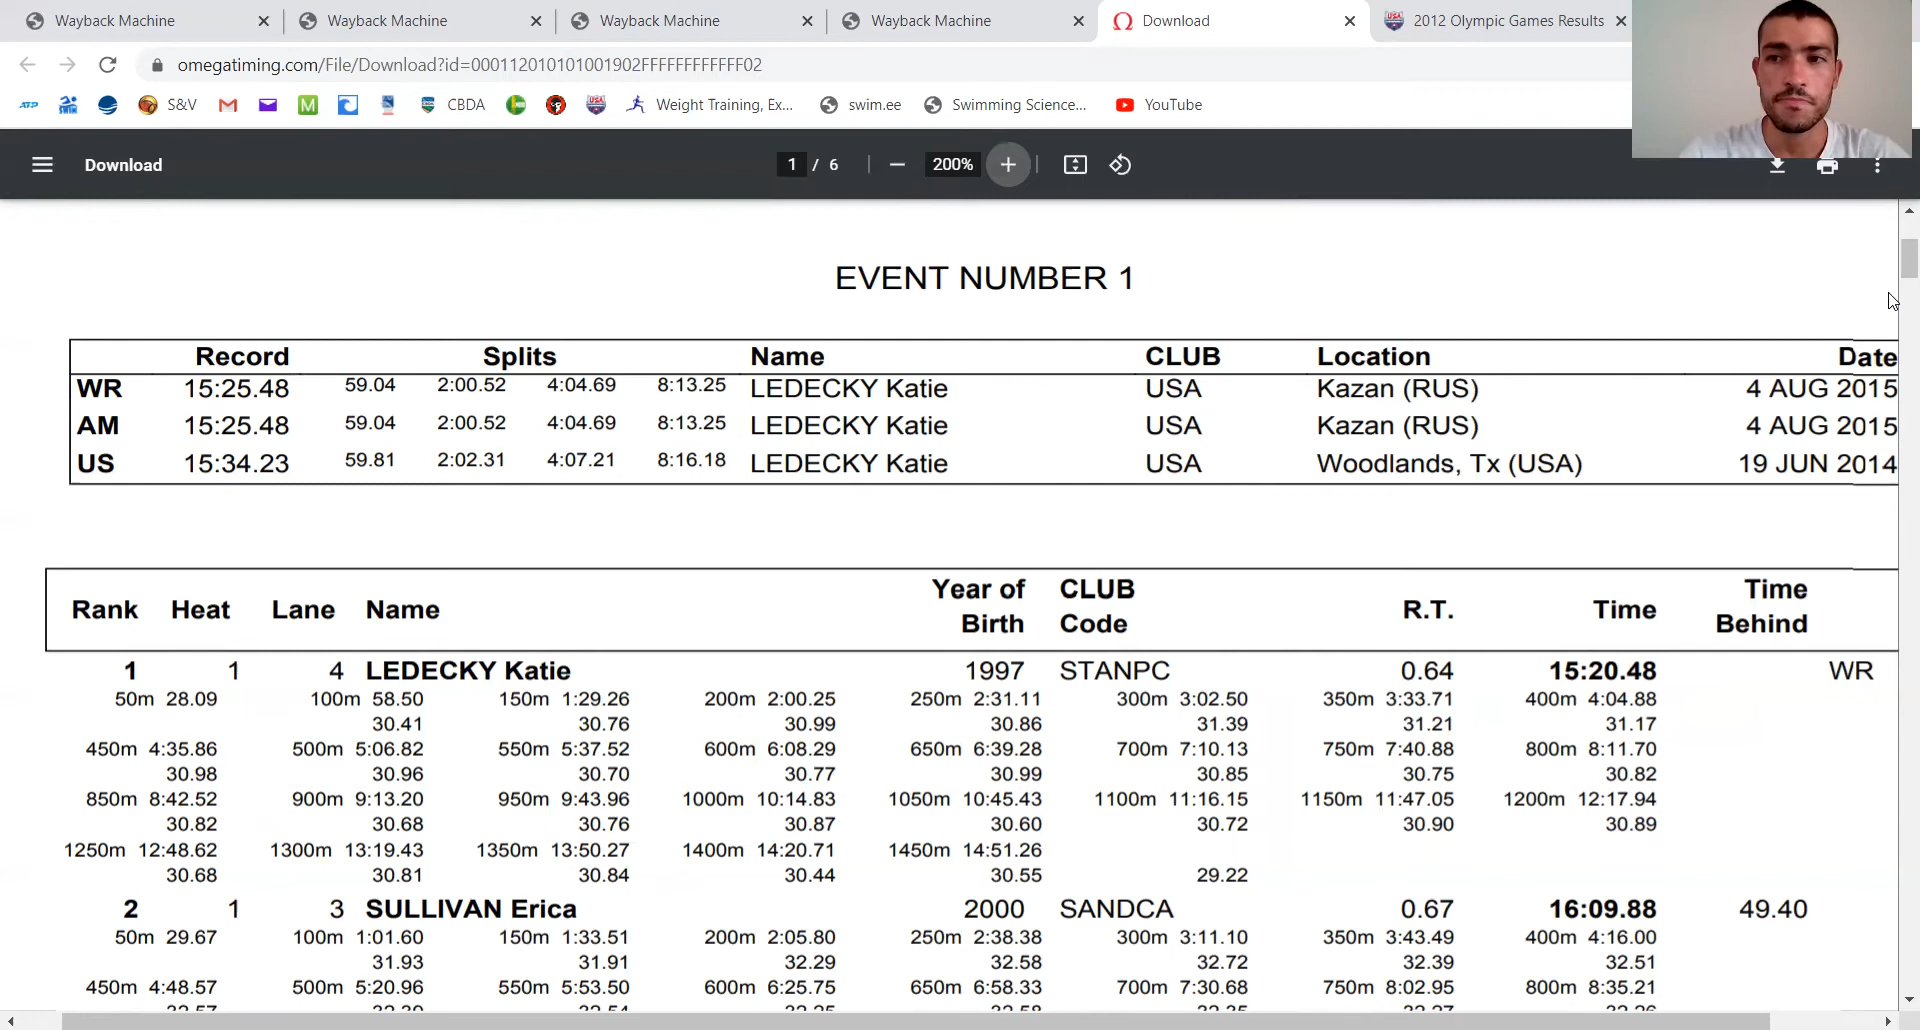 Wayback Machine Wayback Machine Wayback Machine Wayback Machine Download 2012 Olympic Games Results
omegatiming.com/File/Download?id=000112010101001902FFFFFFFFFFFF02
ATP SWIM S&V M CBDA USA Weight Training, Ex... swim.ee Swimming Science... YouTube
Download 1 / 6 200%
EVENT NUMBER 1
Record Splits Name CLUB Location Date
WR 15:25.48 59.04 2:00.52 4:04.69 8:13.25 LEDECKY Katie USA Kazan (RUS) 4 AUG 2015
AM 15:25.48 59.04 2:00.52 4:04.69 8:13.25 LEDECKY Katie USA Kazan (RUS) 4 AUG 2015
US 15:34.23 59.81 2:02.31 4:07.21 8:16.18 LEDECKY Katie USA Woodlands, Tx (USA) 19 JUN 2014
Rank Heat Lane Name Year of Birth CLUB Code R.T. Time Time Behind
1 1 4 LEDECKY Katie 1997 STANPC 0.64 15:20.48 WR
50m 28.09 100m 58.50 150m 1:29.26 200m 2:00.25 250m 2:31.11 300m 3:02.50 350m 3:33.71 400m 4:04.88
30.41 30.76 30.99 30.86 31.39 31.21 31.17
450m 4:35.86 500m 5:06.82 550m 5:37.52 600m 6:08.29 650m 6:39.28 700m 7:10.13 750m 7:40.88 800m 8:11.70
30.98 30.96 30.70 30.77 30.99 30.85 30.75 30.82
850m 8:42.52 900m 9:13.20 950m 9:43.96 1000m 10:14.83 1050m 10:45.43 1100m 11:16.15 1150m 11:47.05 1200m 12:17.94
30.82 30.68 30.76 30.87 30.60 30.72 30.90 30.89
1250m 12:48.62 1300m 13:19.43 1350m 13:50.27 1400m 14:20.71 1450m 14:51.26
30.68 30.81 30.84 30.44 30.55 29.22
2 1 3 SULLIVAN Erica 2000 SANDCA 0.67 16:09.88 49.40
50m 29.67 100m 1:01.60 150m 1:33.51 200m 2:05.80 250m 2:38.38 300m 3:11.10 350m 3:43.49 400m 4:16.00
31.93 31.91 32.29 32.58 32.72 32.39 32.51
450m 4:48.57 500m 5:20.96 550m 5:53.50 600m 6:25.75 650m 6:58.33 700m 7:30.68 750m 8:02.95 800m 8:35.21
32.57 32.39 32.54 32.25 32.58 32.35 32.27 32.26